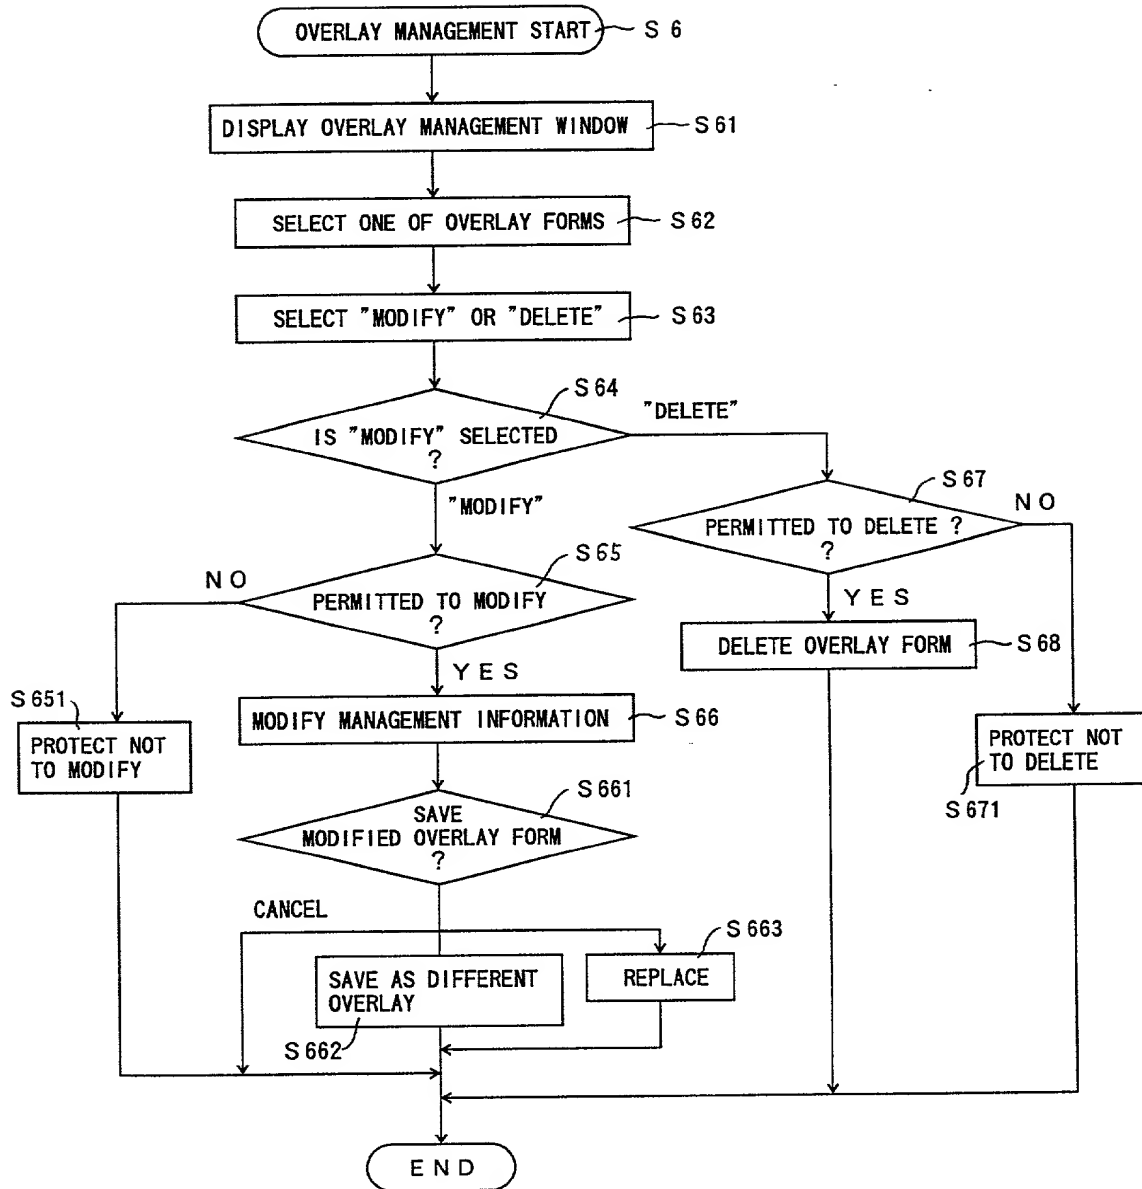 OVERLAY MANAGEMENT START
S 6
DISPLAY OVERLAY MANAGEMENT WINDOW
S 61
SELECT ONE OF OVERLAY FORMS
S 62
SELECT "MODIFY" OR "DELETE"
S 63
S 64
IS "MODIFY" SELECTED
?
"DELETE"
"MODIFY"
S 67
PERMITTED TO DELETE ?
?
NO
YES
DELETE OVERLAY FORM
S 68
S 65
NO
PERMITTED TO MODIFY
?
YES
S 651
PROTECT NOT
TO MODIFY
MODIFY MANAGEMENT INFORMATION
S 66
PROTECT NOT
TO DELETE
S 671
S 661
SAVE
MODIFIED OVERLAY FORM
?
CANCEL
S 663
SAVE AS DIFFERENT
OVERLAY
REPLACE
S 662
END